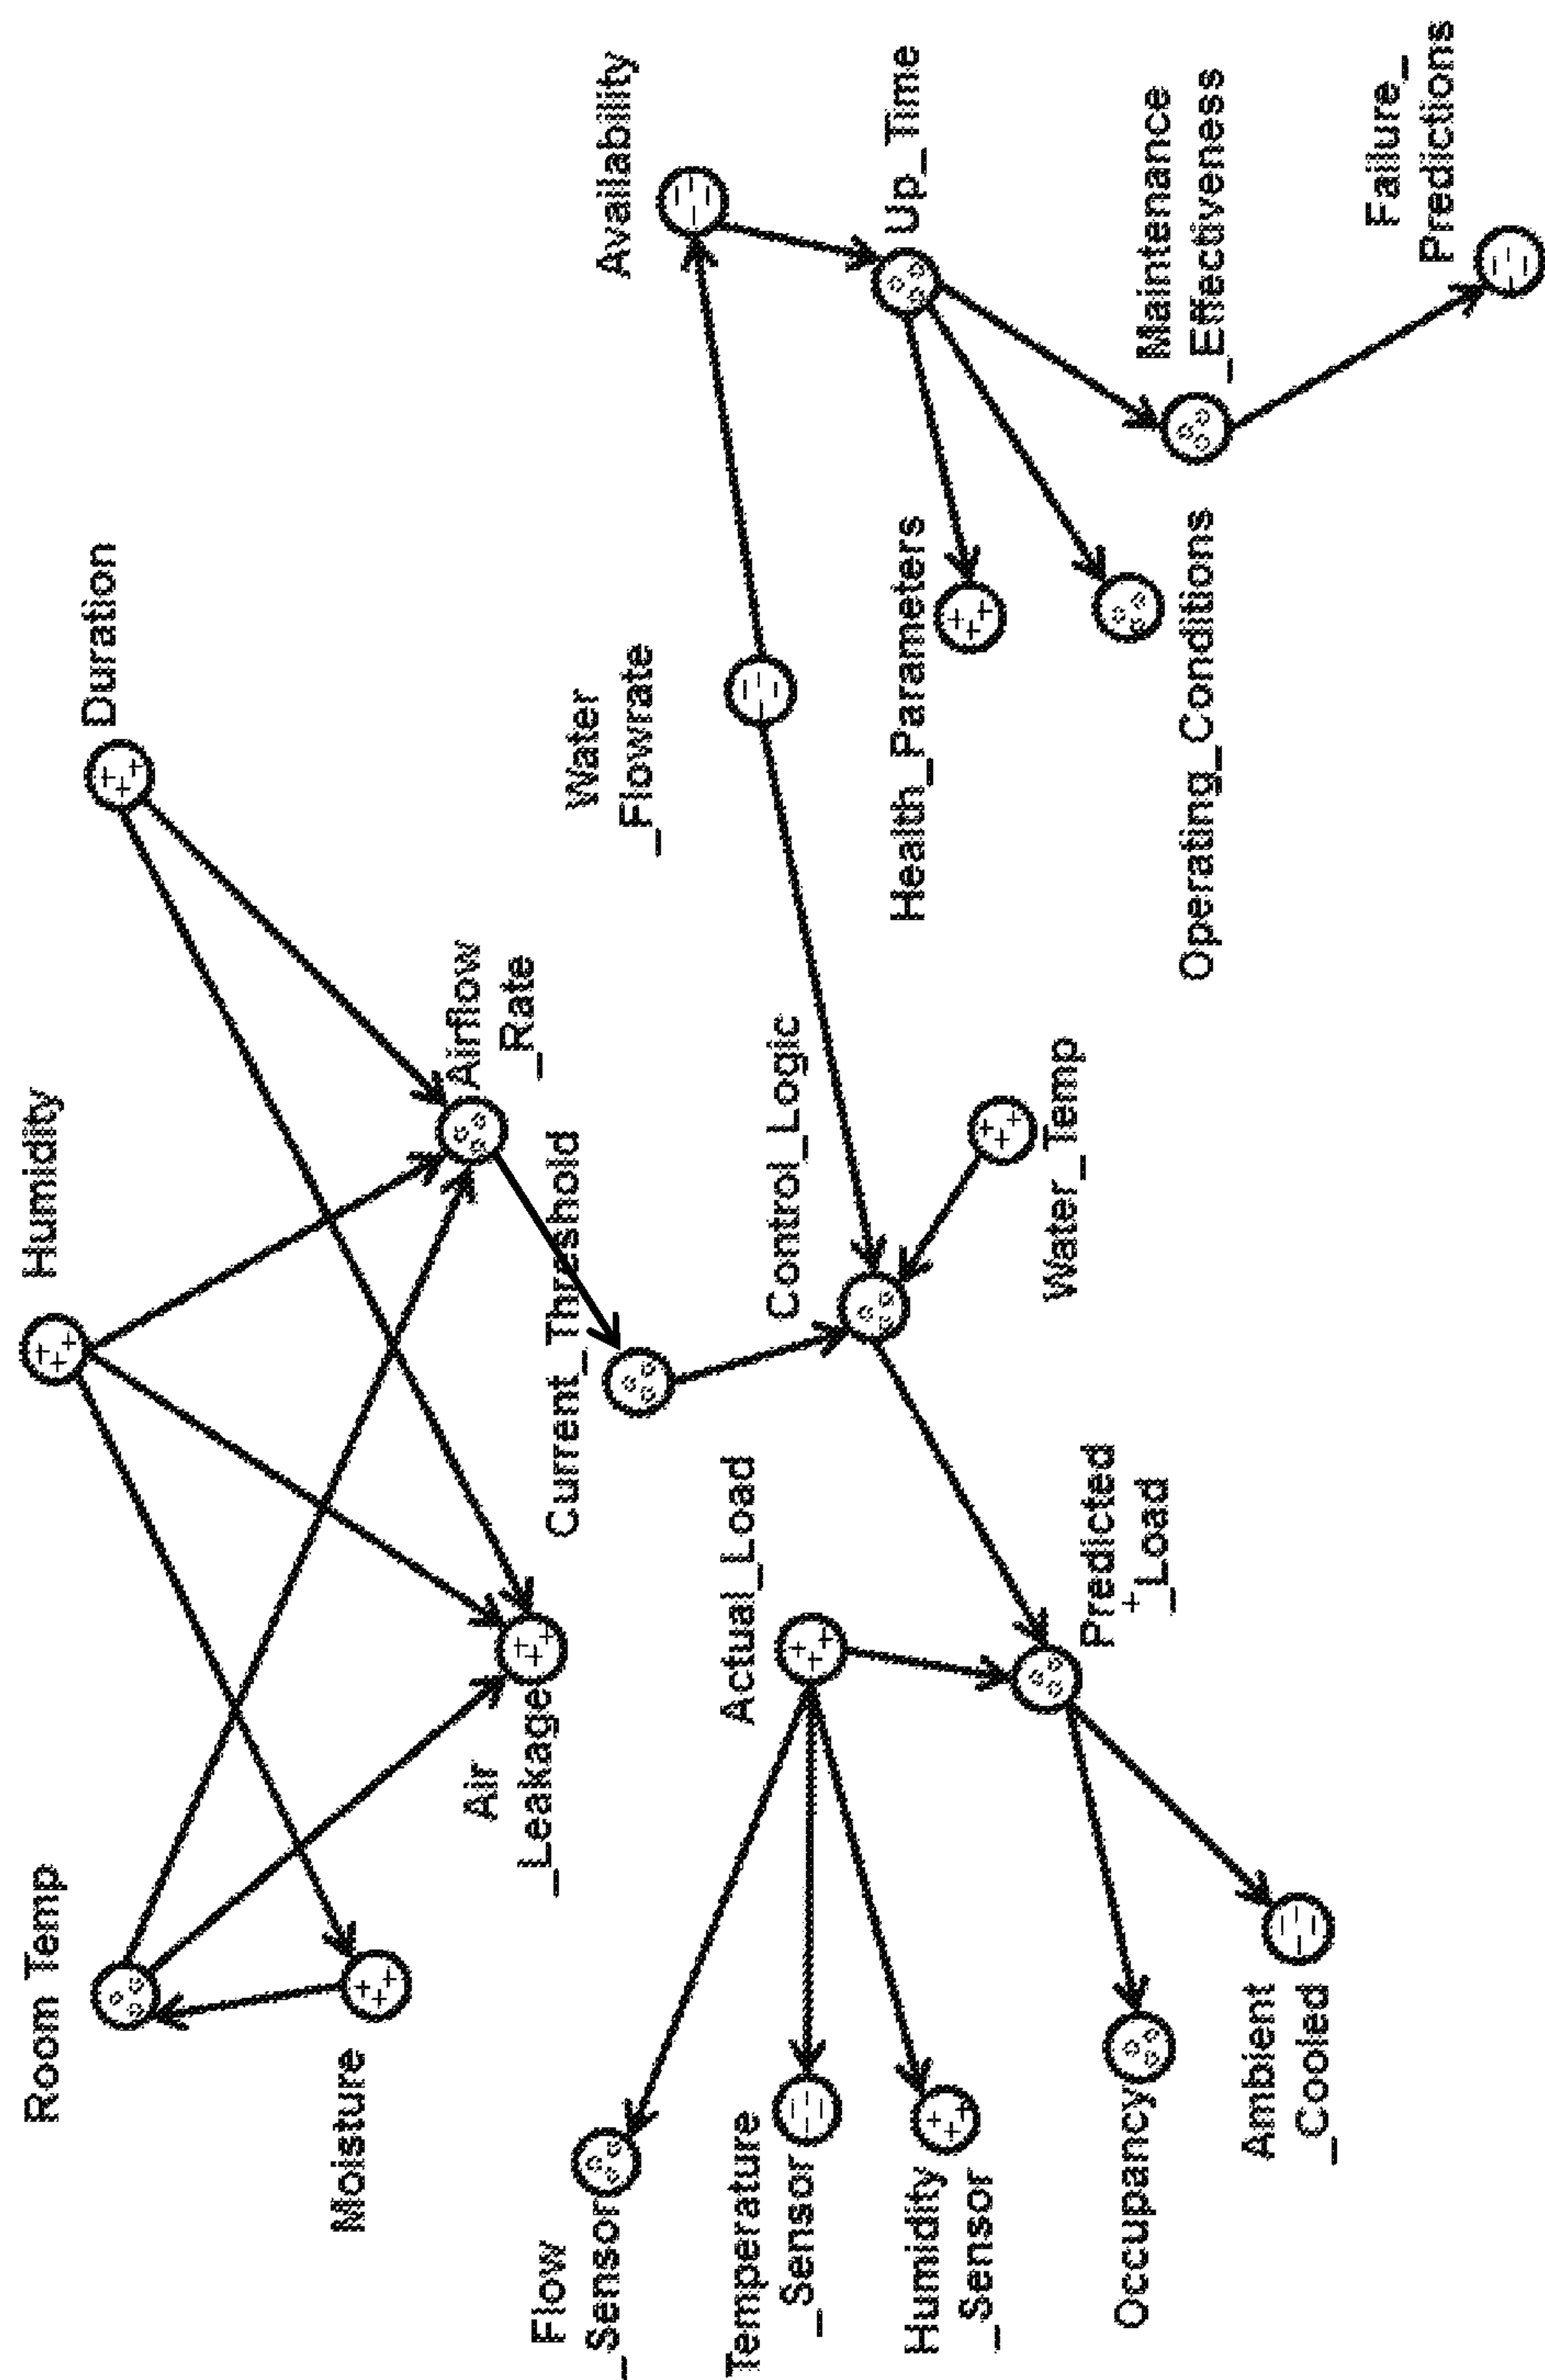 Room Temp
Humidity
Duration
Moisture
Air
_Leakage
Airflow
_Rate
Current_Threshold
Flow
_Sensor
Temperature
_Sensor
Humidity
_Sensor
Actual_Load
Control_Logic
Water
_Flowrate
Availability
Up_Time
Health_Parameters
Water_Temp
Predicted
_Load
Occupancy
Ambient
_Cooled
Operating_Conditions
Maintenance
_Effectiveness
Failure_
Predictions